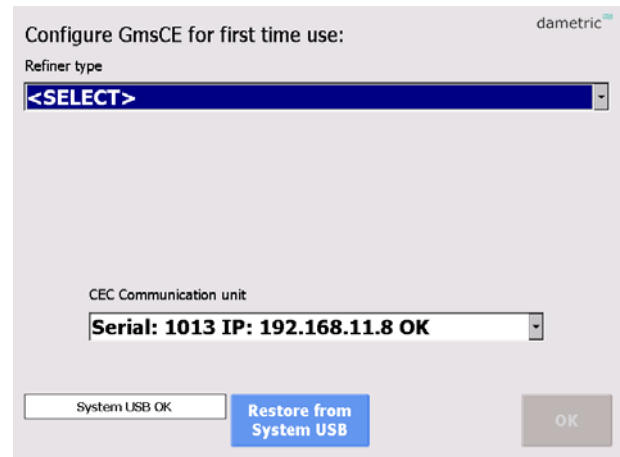 dametric
Configure GmsCE for first time use:
Refiner type
<SELECT>
CEC Communication unit
Serial: 1013 IP: 192.168.11.8 OK
System USB OK
Restore from
System USB
OK